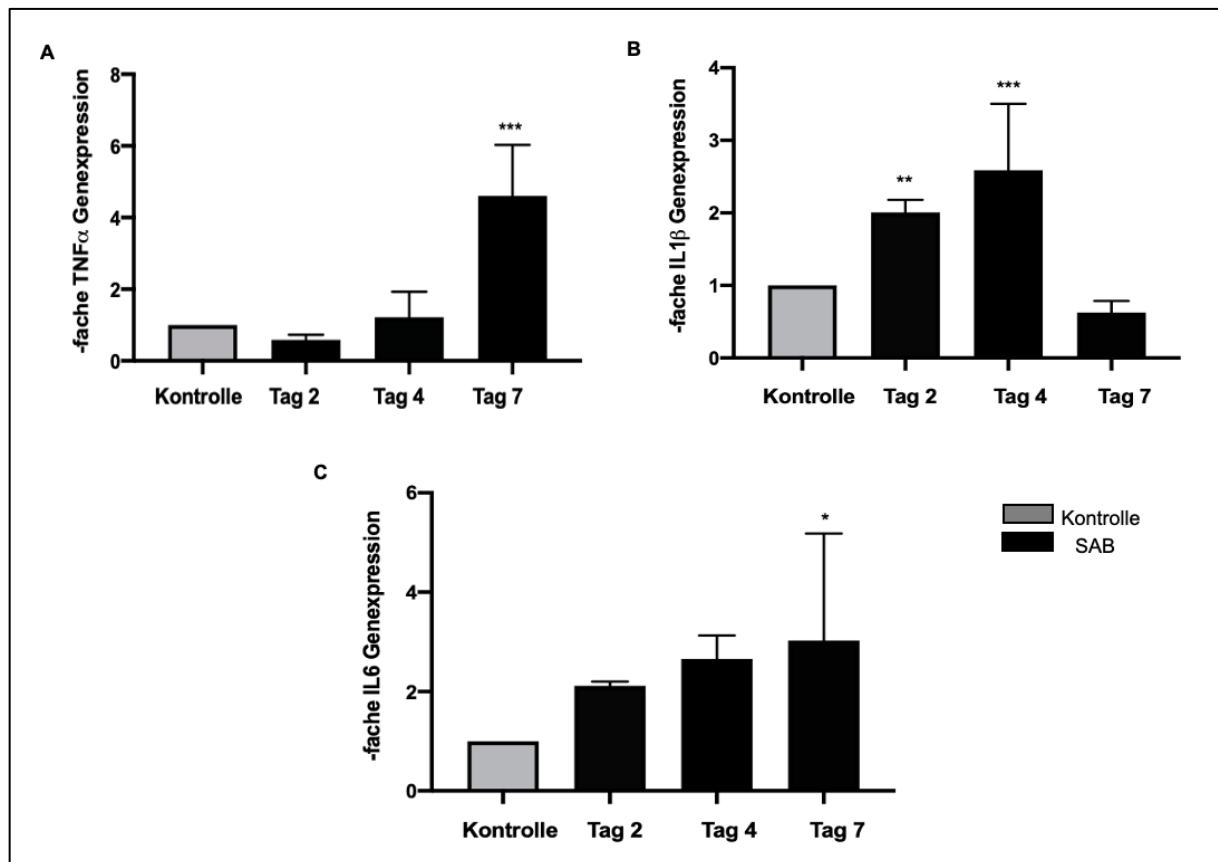 A
-fache TNFα Genexpression
8
6
4
2
0
***
Kontrolle Tag 2 Tag 4 Tag 7
B
-fache IL1β Genexpression
4
3
2
1
0
**
***
Kontrolle Tag 2 Tag 4 Tag 7
C
-fache IL6 Genexpression
6
4
2
0
*
Kontrolle Tag 2 Tag 4 Tag 7
Kontrolle
SAB